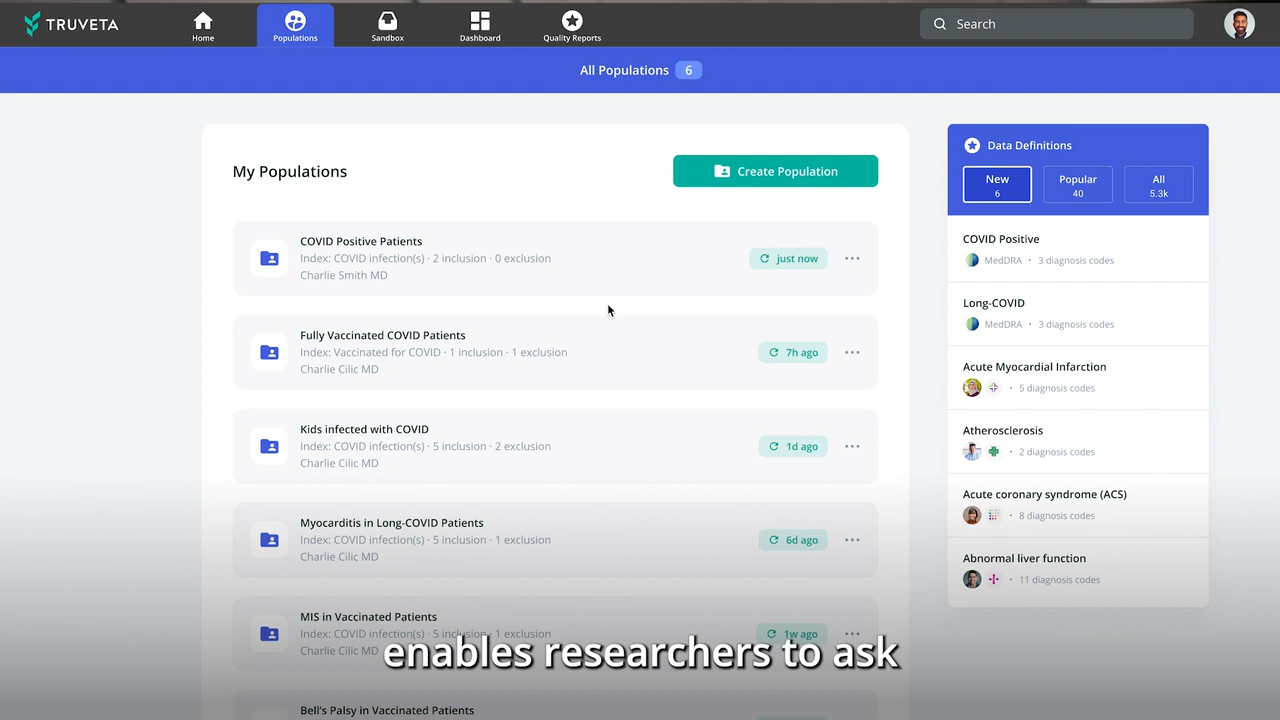 TRUVETA
Home
Populations
Sandbox
Dashboard
Quality Reports
Search
All Populations 6
My Populations
Create Population
COVID Positive Patients
Index: COVID infection(s) · 2 inclusion · 0 exclusion
Charlie Smith MD
just now
Fully Vaccinated COVID Patients
Index: Vaccinated for COVID · 1 inclusion · 1 exclusion
Charlie Cilic MD
7h ago
Kids infected with COVID
Index: COVID infection(s) · 5 inclusion · 2 exclusion
Charlie Cilic MD
1d ago
Myocarditis in Long-COVID Patients
Index: COVID infection(s) · 5 inclusion · 1 exclusion
Charlie Cilic MD
6d ago
MIS in Vaccinated Patients
Index: COVID infection(s) · 5 inclusion · 1 exclusion
Charlie Cilic MD
1w ago
Bell's Palsy in Vaccinated Patients
Data Definitions
New
6
Popular
40
All
5.3k
COVID Positive
MedDRA • 3 diagnosis codes
Long-COVID
MedDRA • 3 diagnosis codes
Acute Myocardial Infarction
• 5 diagnosis codes
Atherosclerosis
• 2 diagnosis codes
Acute coronary syndrome (ACS)
• 8 diagnosis codes
Abnormal liver function
• 11 diagnosis codes
enables researchers to ask